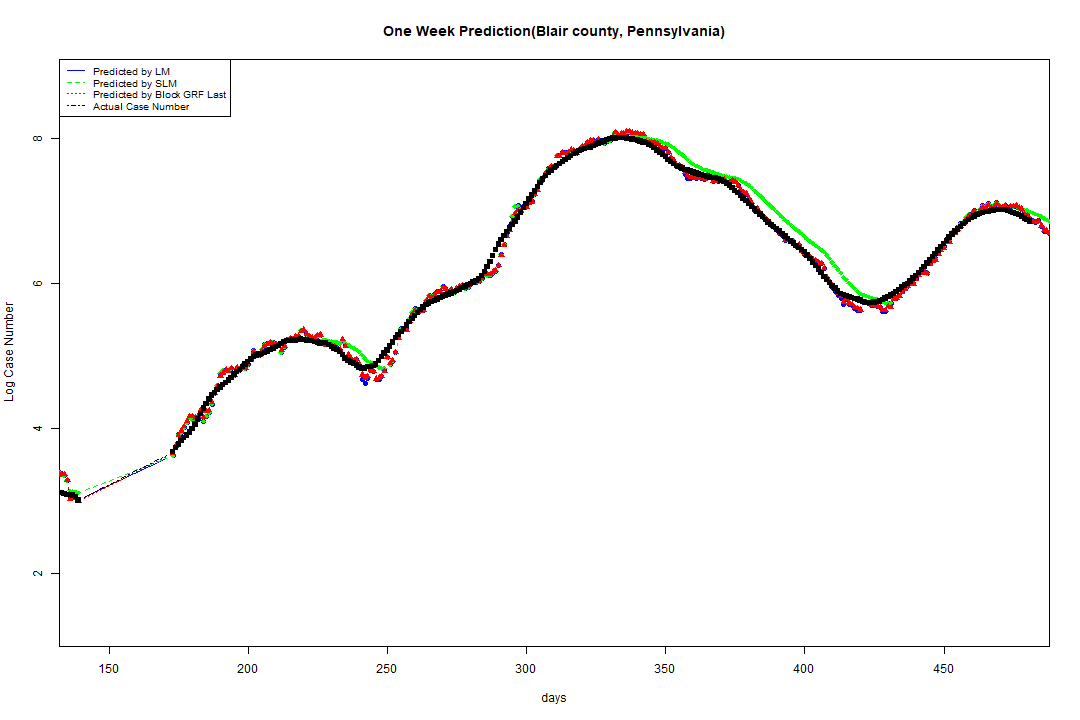 One Week Prediction(Blair county, Pennsylvania)
Predicted by LM
Predicted by SLM
Predicted by Block GRF Last
Actual Case Number
8
6
4
2
Log Case Number
150 200 250 300 350 400 450
days